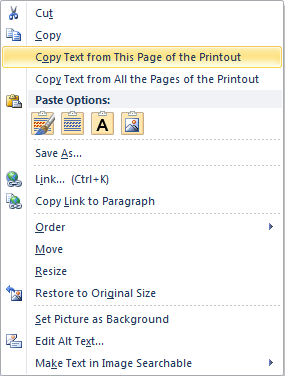 Cut
Copy
Copy Text from This Page of the Printout
Copy Text from All the Pages of the Printout
Paste Options:
A
Save As...
Link... (Ctrl+K)
Copy Link to Paragraph
Order
Move
Resize
Restore to Original Size
Set Picture as Background
Edit Alt Text...
Make Text in Image Searchable